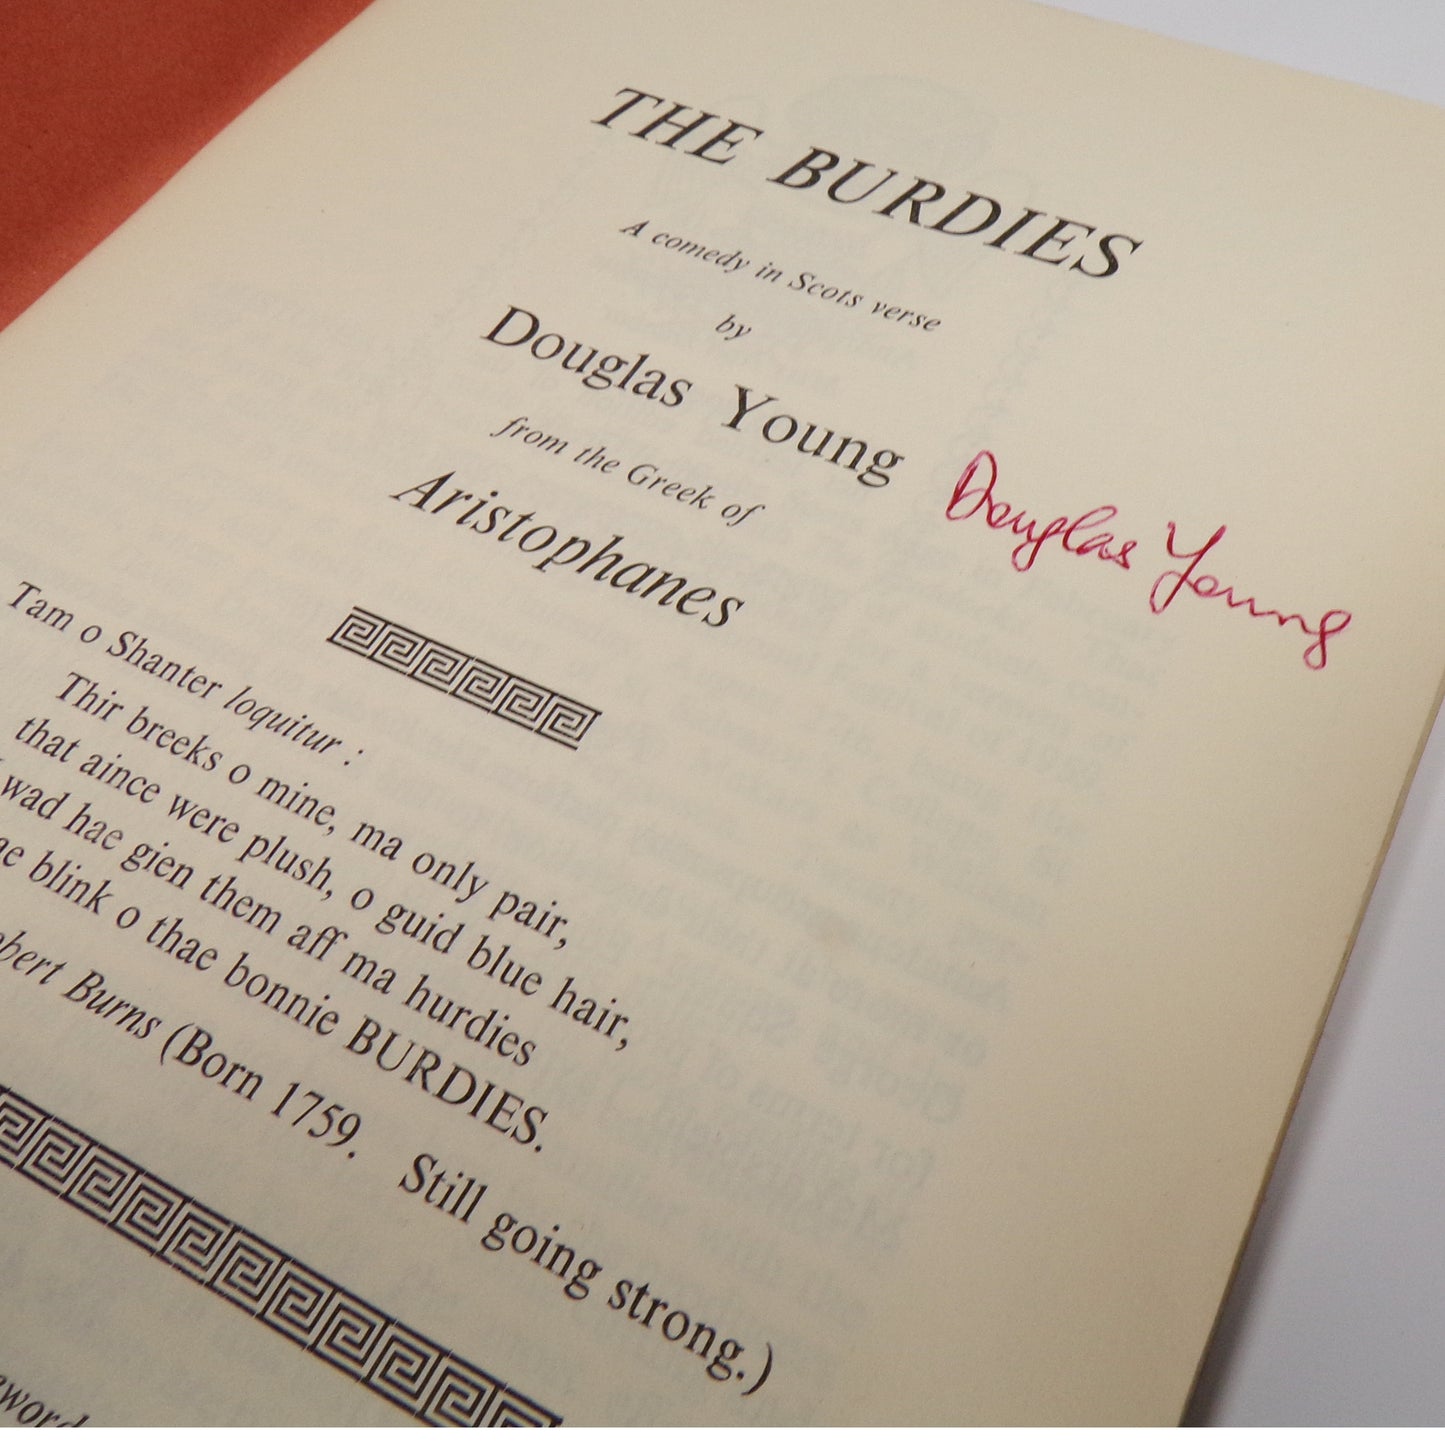 THE BURDIES
A comedy in Scots verse
by
Douglas Young
Douglas Young
from the Greek of
Aristophanes
Tam o Shanter loquitur :
Thir breeks o mine, ma only pair,
that aince were plush, o guid blue hair,
wad hae gien them aff ma hurdies
blink o thae bonnie BURDIES.
Burns (Born 1759. Still going strong.)